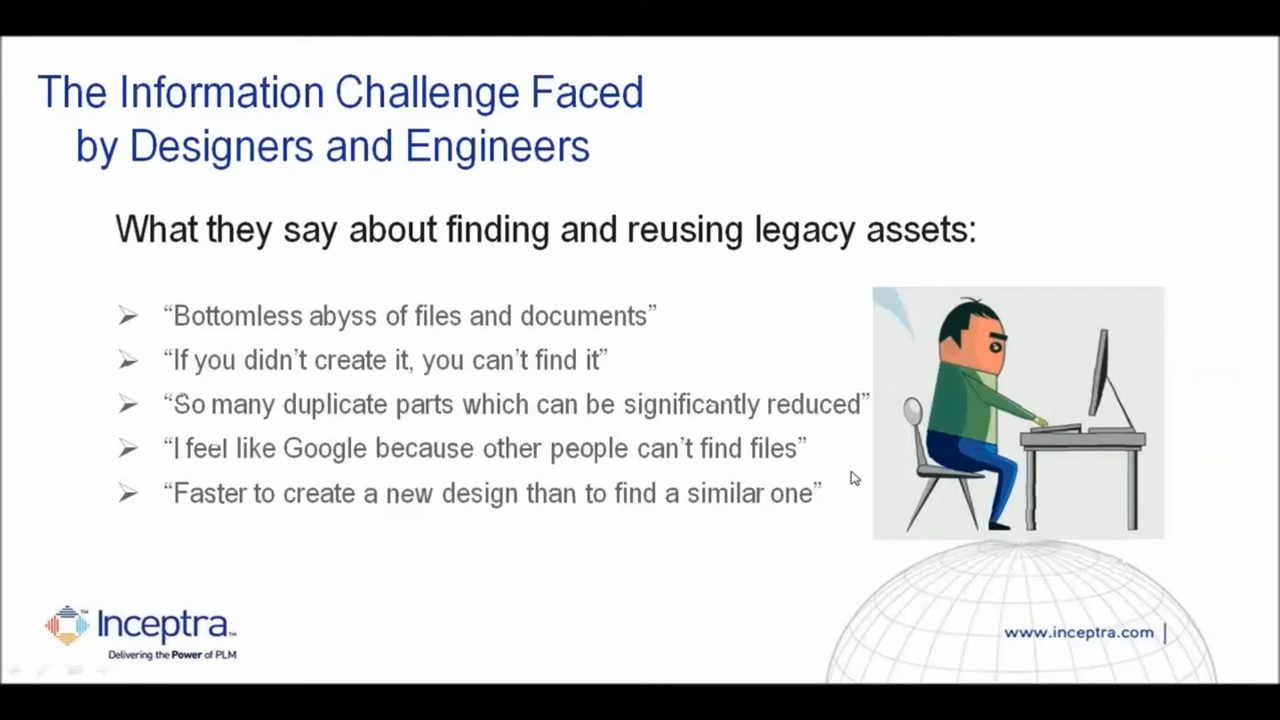 The Information Challenge Faced
by Designers and Engineers
What they say about finding and reusing legacy assets:
“Bottomless abyss of files and documents”
“If you didn’t create it, you can’t find it”
“So many duplicate parts which can be significantly reduced”
“I feel like Google because other people can’t find files”
“Faster to create a new design than to find a similar one”
Inceptra™
Delivering the Power of PLM
www.inceptra.com